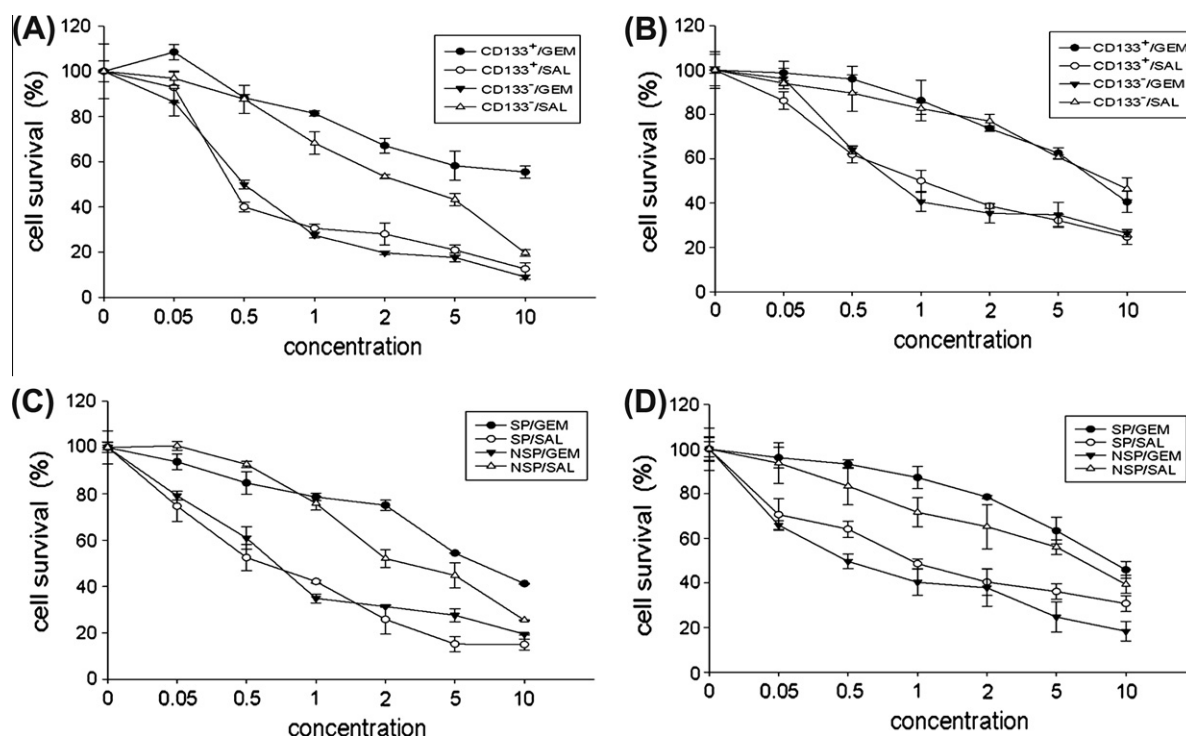 (A)
120
100
80
60
40
20
0
cell survival (%)
CD133+/GEM
CD133+/SAL
CD133-/GEM
CD133-/SAL
0 0.05 0.5 1 2 5 10
concentration
(B)
120
100
80
60
40
20
0
cell survival (%)
CD133+/GEM
CD133+/SAL
CD133-/GEM
CD133-/SAL
0 0.05 0.5 1 2 5 10
concentration
(C)
120
100
80
60
40
20
0
cell survival (%)
SP/GEM
SP/SAL
NSP/GEM
NSP/SAL
0 0.05 0.5 1 2 5 10
concentration
(D)
120
100
80
60
40
20
0
cell survival (%)
SP/GEM
SP/SAL
NSP/GEM
NSP/SAL
0 0.05 0.5 1 2 5 10
concentration